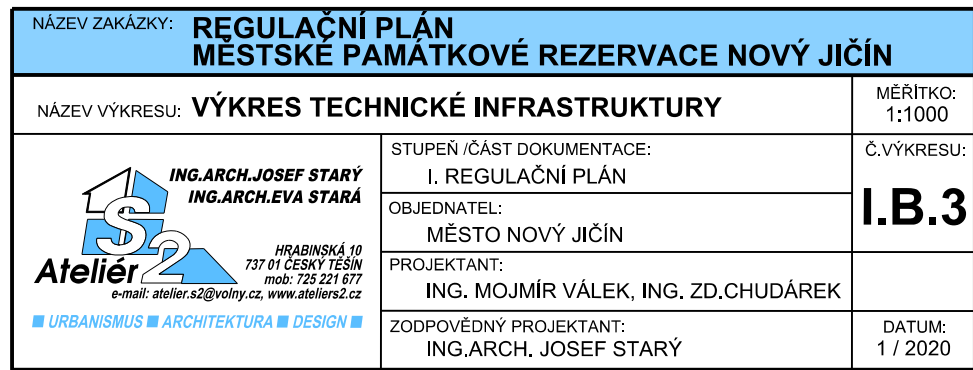 NÁZEV ZAKÁZKY: REGULAČNÍ PLÁN
MĚSTSKÉ PAMÁTKOVÉ REZERVACE NOVÝ JIČÍN
NÁZEV VÝKRESU: VÝKRES TECHNICKÉ INFRASTRUKTURY
MĚŘÍTKO:
1:1000
ING.ARCH.JOSEF STARÝ
ING.ARCH.EVA STARÁ
S2
Ateliér
HRABINSKÁ 10
737 01 ČESKÝ TĚŠÍN
mob: 725 221 677
e-mail: atelier.s2@volny.cz, www.ateliers2.cz
URBANISMUS ARCHITEKTURA DESIGN
STUPEŇ /ČÁST DOKUMENTACE:
I. REGULAČNÍ PLÁN
Č.VÝKRESU:
I.B.3
OBJEDNATEL:
MĚSTO NOVÝ JIČÍN
PROJEKTANT:
ING. MOJMÍR VÁLEK, ING. ZD.CHUDÁREK
ZODPOVĚDNÝ PROJEKTANT:
ING.ARCH. JOSEF STARÝ
DATUM:
1 / 2020